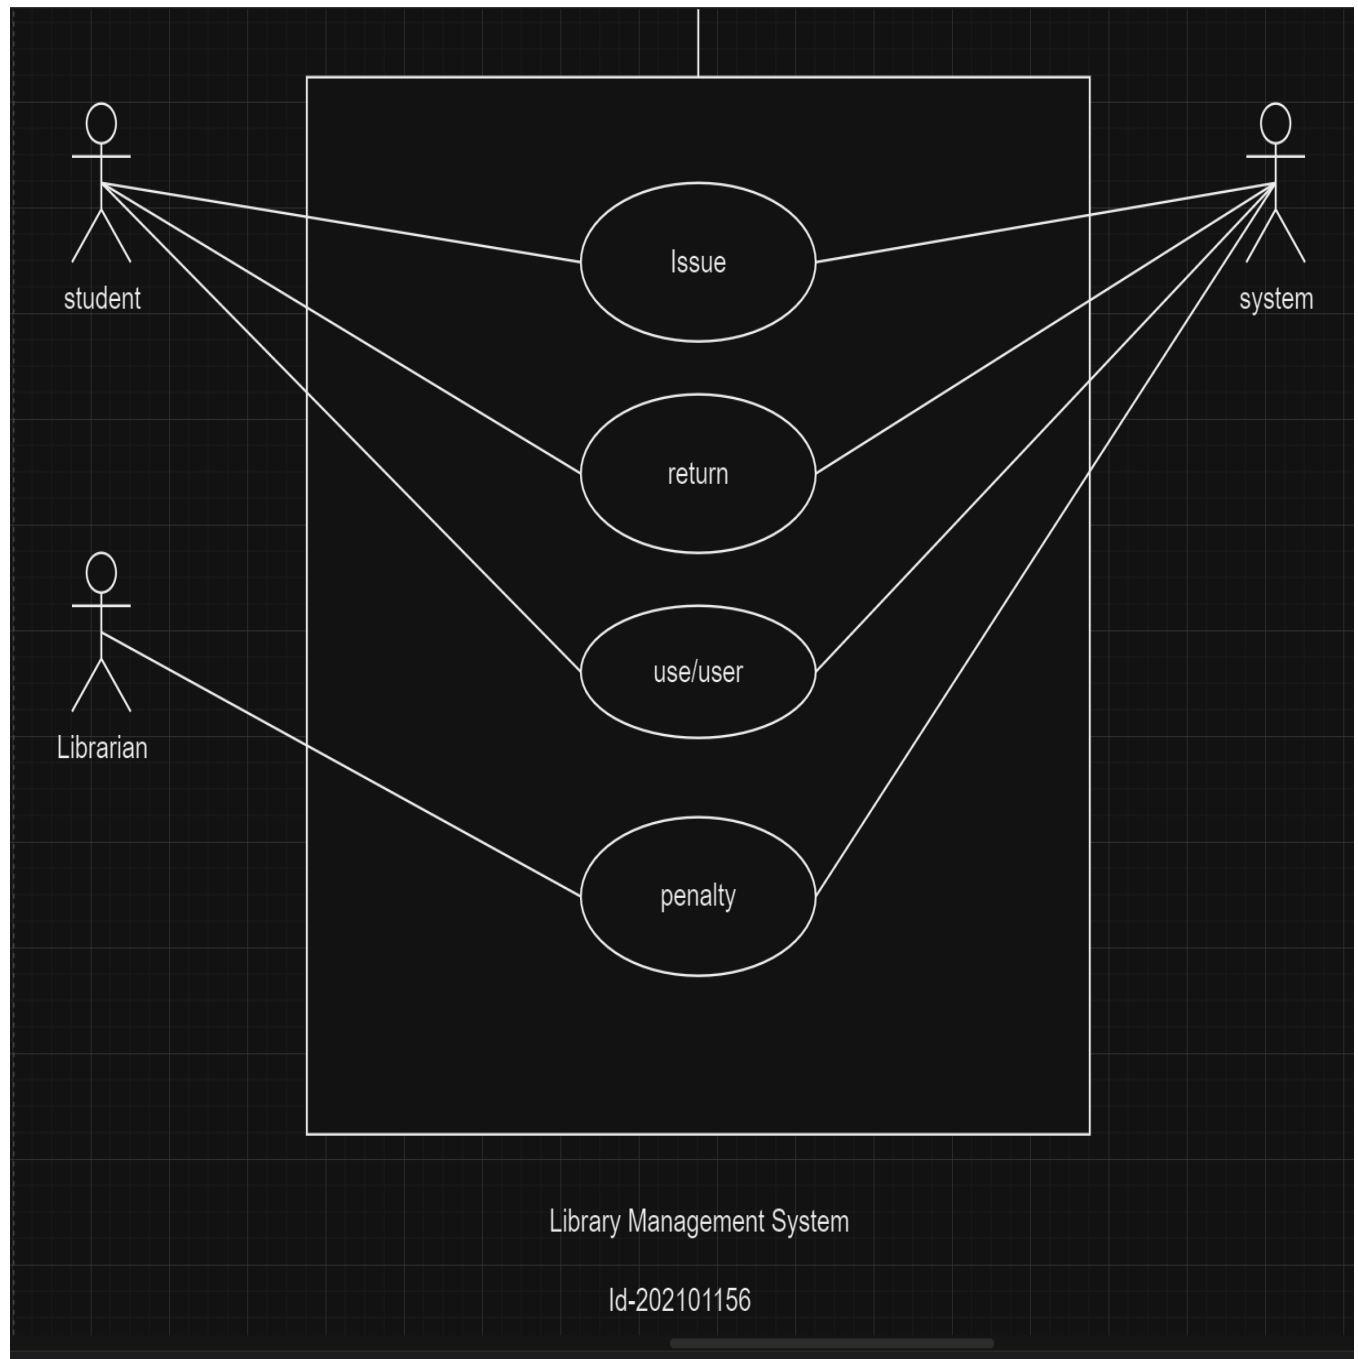 Issue
student
system
return
use/user
Librarian
penalty
Library Management System
Id-202101156